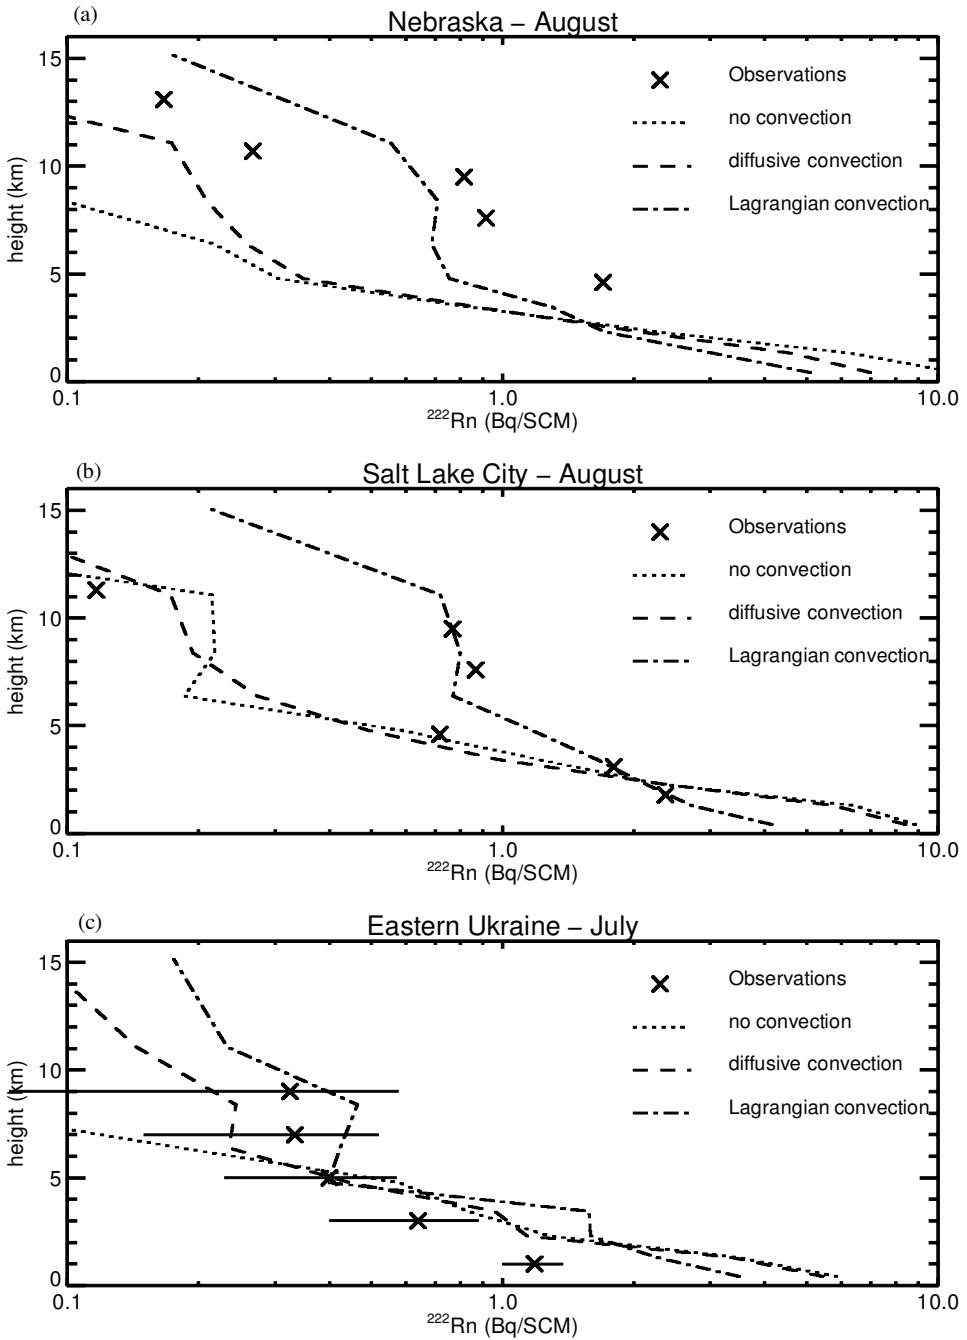 (a)
Nebraska – August
15
10
5
0
height (km)
Observations
no convection
diffusive convection
Lagrangian convection
0.1 1.0 10.0
²²²Rn (Bq/SCM)
(b)
Salt Lake City – August
15
10
5
0
height (km)
Observations
no convection
diffusive convection
Lagrangian convection
0.1 1.0 10.0
²²²Rn (Bq/SCM)
(c)
Eastern Ukraine – July
15
10
5
0
height (km)
Observations
no convection
diffusive convection
Lagrangian convection
0.1 1.0 10.0
²²²Rn (Bq/SCM)